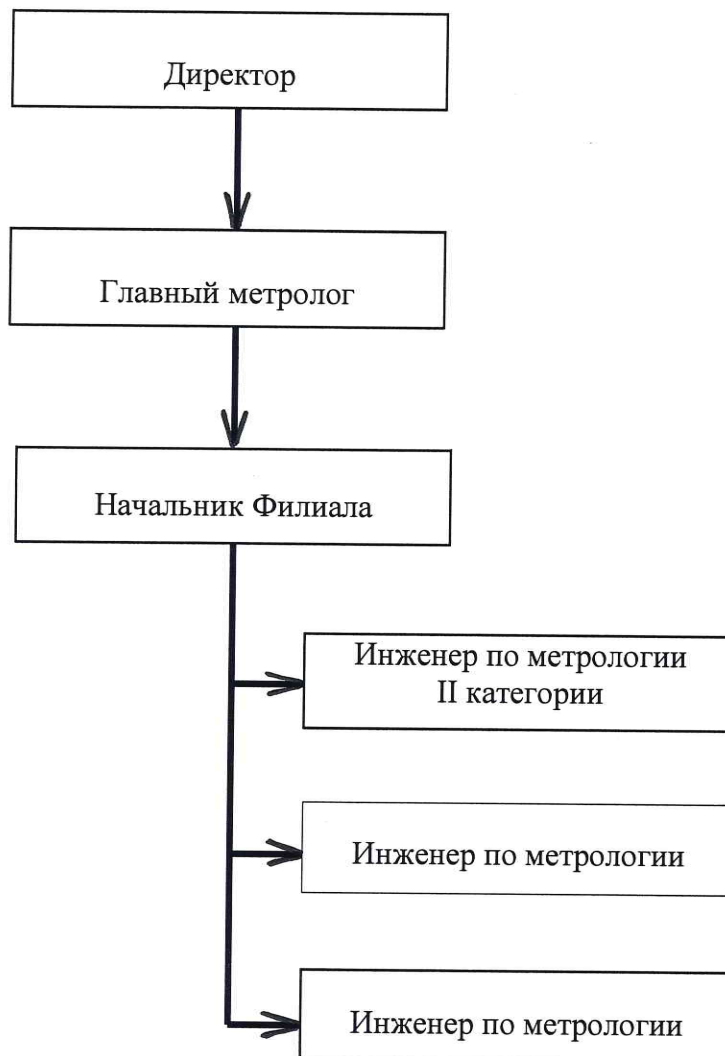 Директор
Главный метролог
Начальник Филиала
Инженер по метрологии
II категории
Инженер по метрологии
Инженер по метрологии